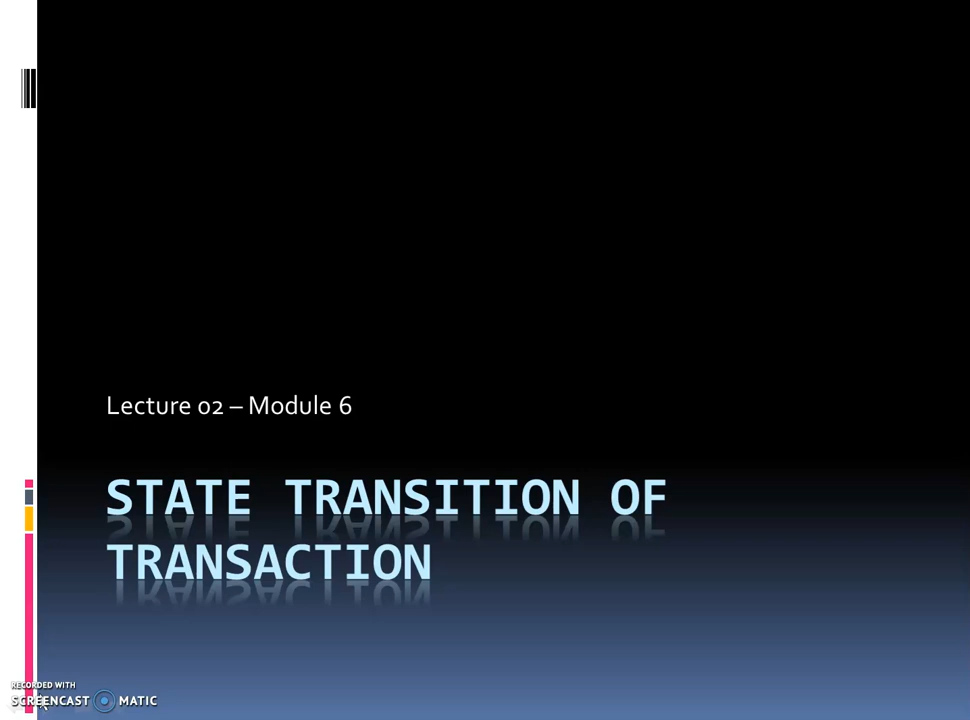 Lecture 02 – Module 6
STATE TRANSITION OF
TRANSACTION
RECORDED WITH
SCREENCAST MATIC